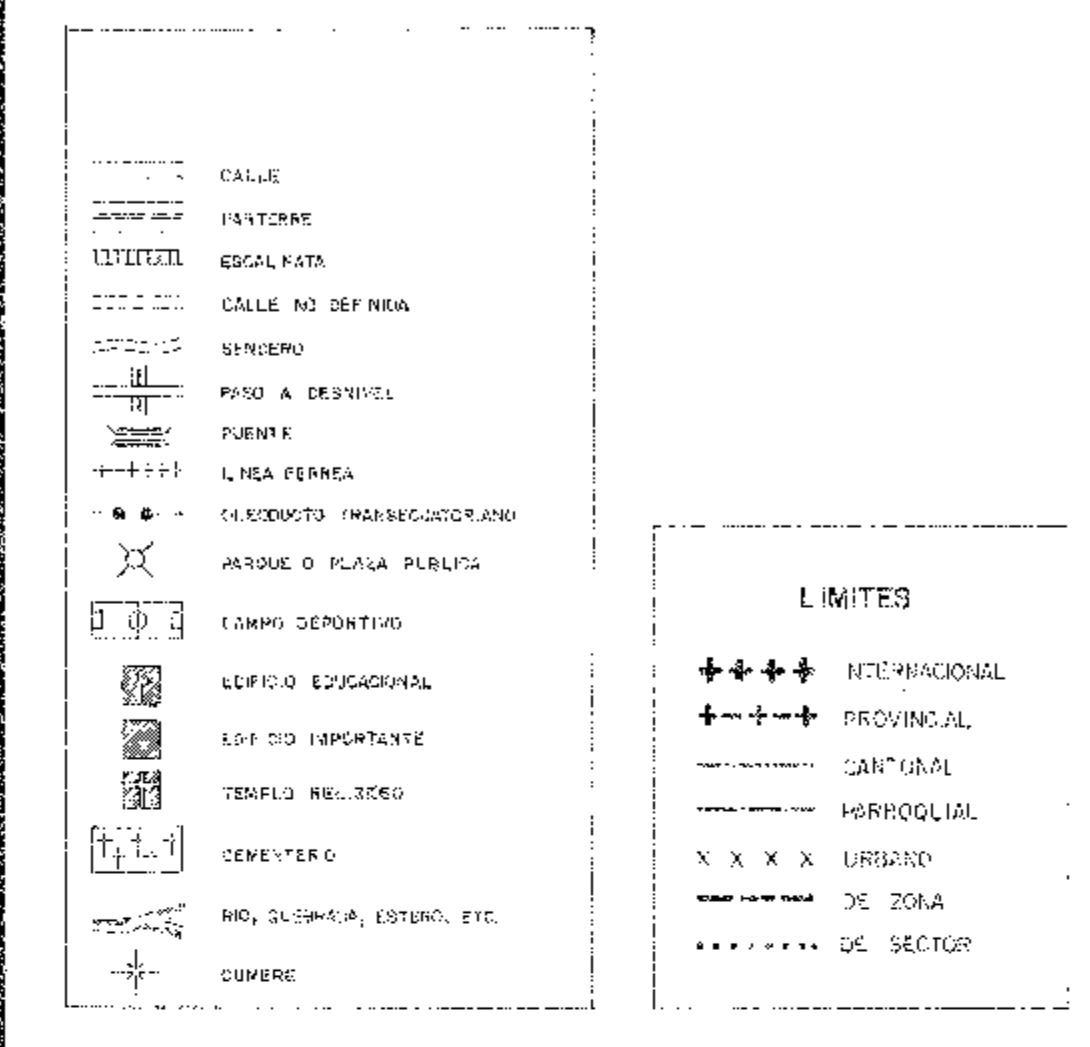 CALLE
PARTERRE
ESCALINATA
CALLE NO DEFINIDA
SENDERO
PASO A DESNIVEL
PUENTE
LINEA FERREA
OLEODUCTO TRANSECUATORIANO
PARQUE O PLAZA PUBLICA
CAMPO DEPORTIVO
EDIFICIO EDUCACIONAL
EDIFICIO IMPORTANTE
TEMPLO RELIGIOSO
CEMENTERIO
RIO, QUEBRADA, ESTERO, ETC.
CUMBRE
LIMITES
INTERNACIONAL
PROVINCIAL
CANTONAL
PARROQUIAL
X X X X URBANO
DE ZONA
DE SECTOR